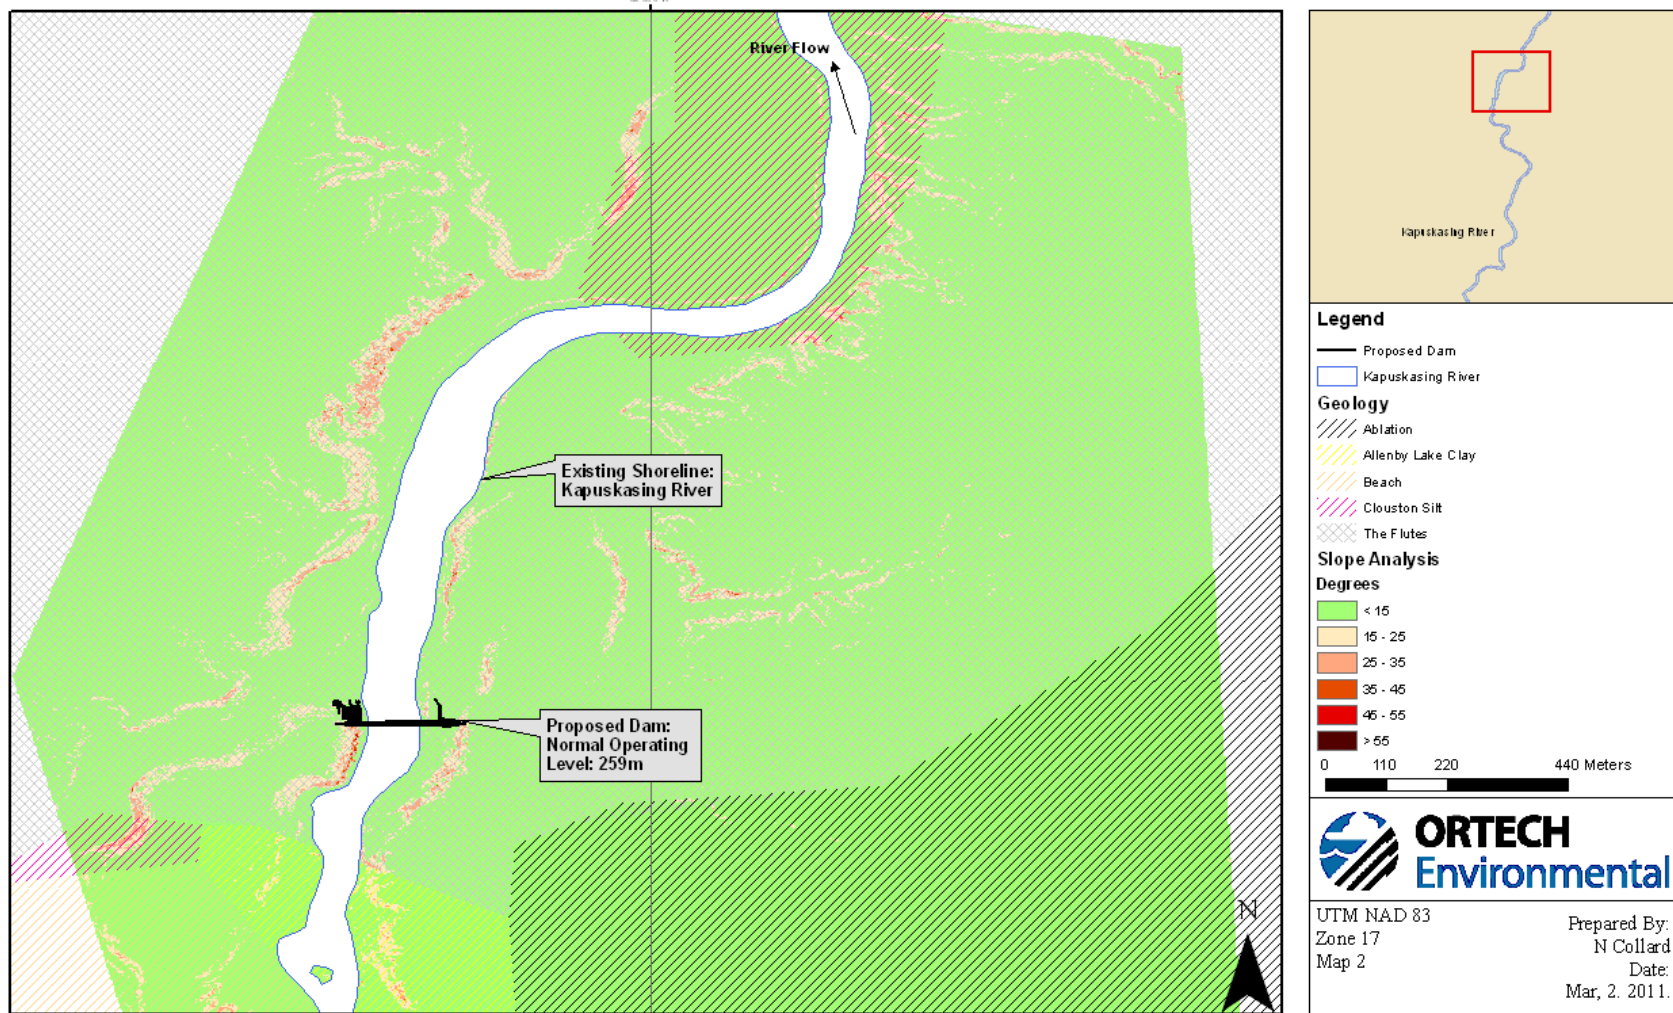 River Flow
Existing Shoreline:
Kapuskasing River
Proposed Dam:
Normal Operating
Level: 259m
N
Kapuskasing River
Legend
Proposed Dam
Kapuskasing River
Geology
Ablation
Allenby Lake Clay
Beach
Clouston Silt
The Flutes
Slope Analysis
Degrees
< 15
15 - 25
25 - 35
35 - 45
45 - 55
> 55
0 110 220 440 Meters
ORTECH
Environmental
UTM NAD 83
Zone 17
Map 2
Prepared By:
N Collard
Date:
Mar, 2. 2011.